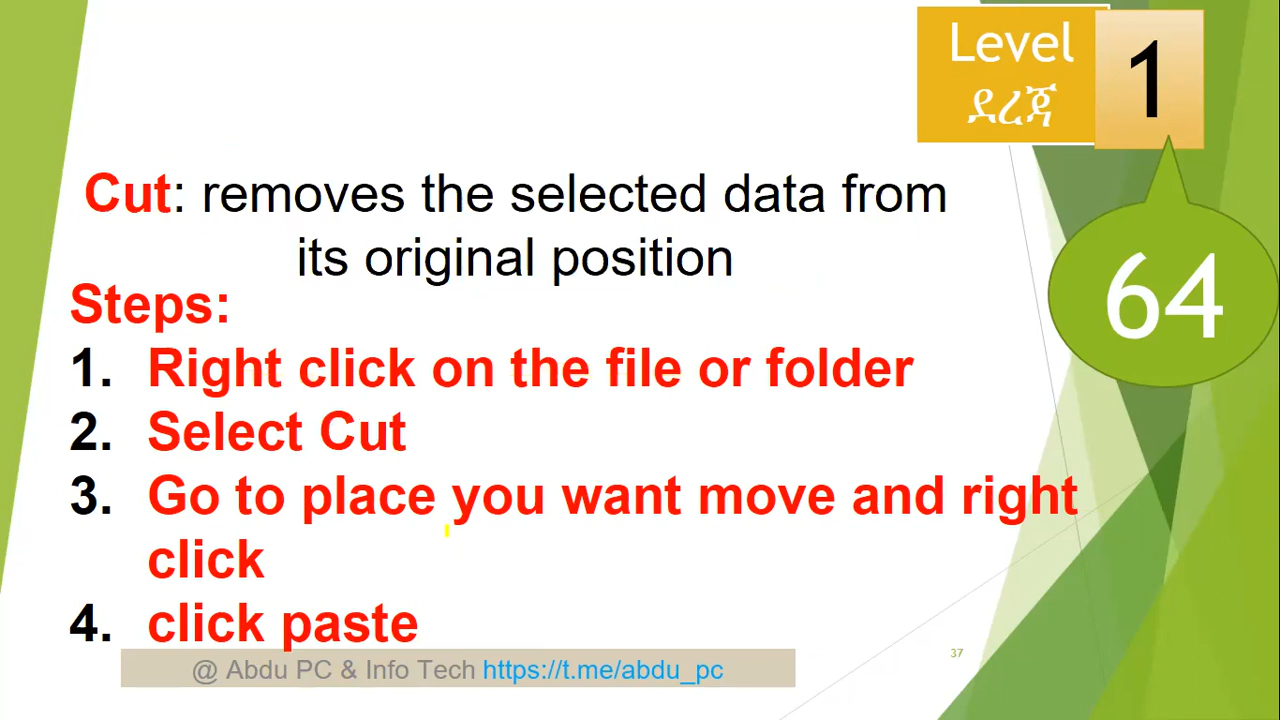 Level
ደረጃ
1
64
Cut: removes the selected data from
its original position
Steps:
1. Right click on the file or folder
2. Select Cut
3. Go to place you want move and right
click
4. click paste
@ Abdu PC & Info Tech https://t.me/abdu_pc
37